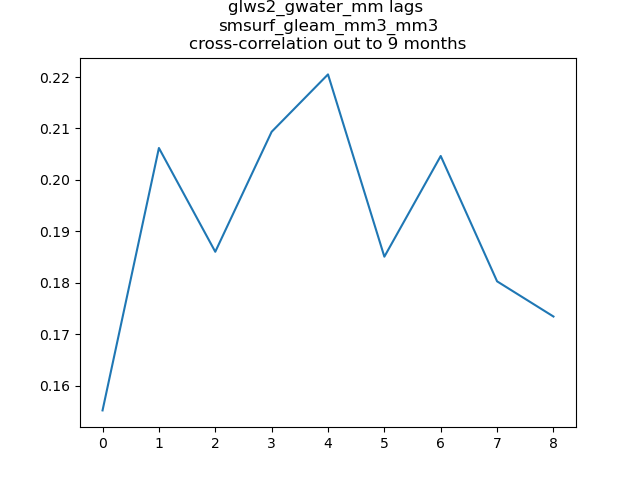 glws2_gwater_mm lags
smsurf_gleam_mm3_mm3
cross-correlation out to 9 months
0.22
0.21
0.20
0.19
0.18
0.17
0.16
0 1 2 3 4 5 6 7 8